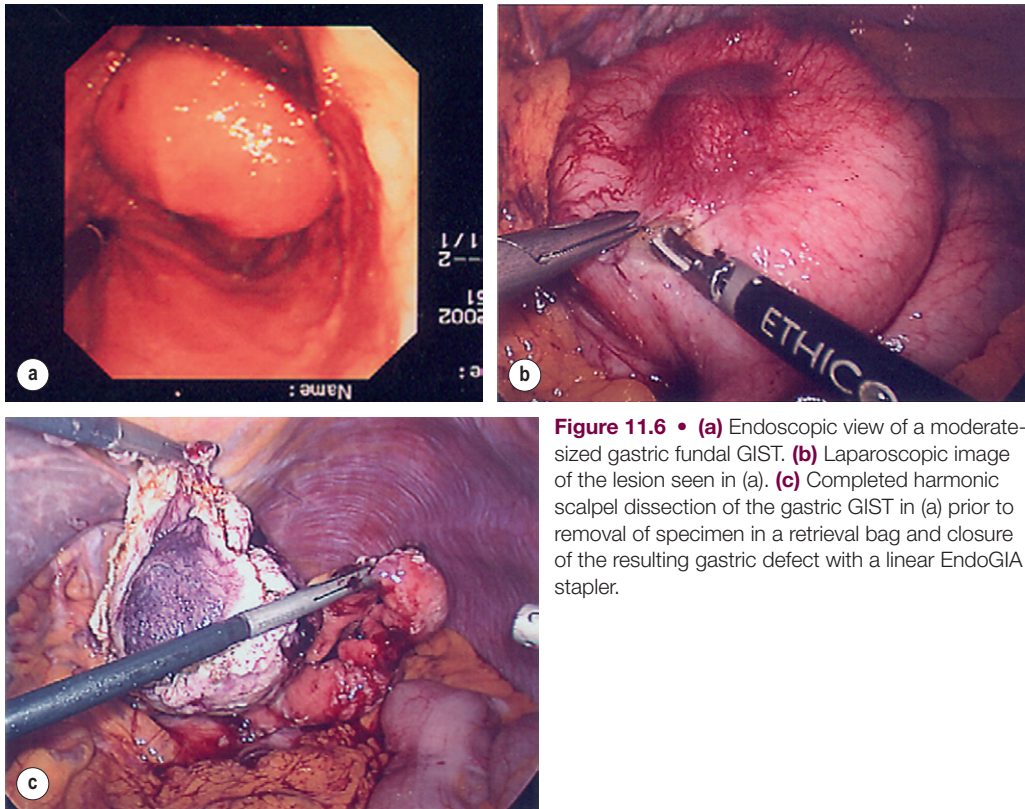 2002
Name :
a
ETHICO
b
c
Figure 11.6 • (a) Endoscopic view of a moderate-
sized gastric fundal GIST. (b) Laparoscopic image
of the lesion seen in (a). (c) Completed harmonic
scalpel dissection of the gastric GIST in (a) prior to
removal of specimen in a retrieval bag and closure
of the resulting gastric defect with a linear EndoGIA
stapler.